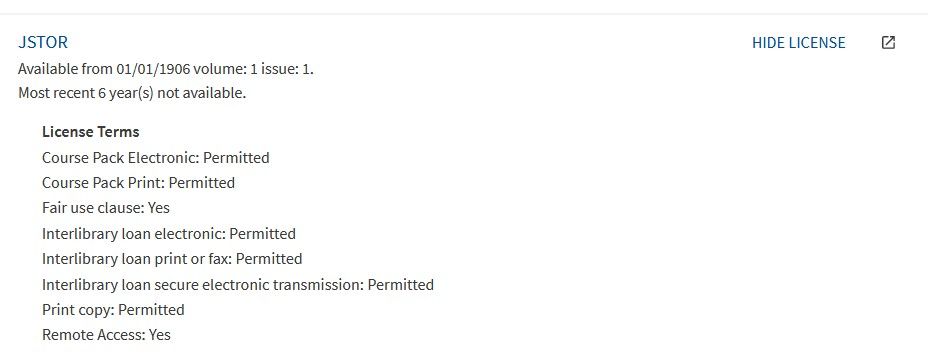 JSTOR HIDE LICENSE
Available from 01/01/1906 volume: 1 issue: 1.
Most recent 6 year(s) not available.
License Terms
Course Pack Electronic: Permitted
Course Pack Print: Permitted
Fair use clause: Yes
Interlibrary loan electronic: Permitted
Interlibrary loan print or fax: Permitted
Interlibrary loan secure electronic transmission: Permitted
Print copy: Permitted
Remote Access: Yes